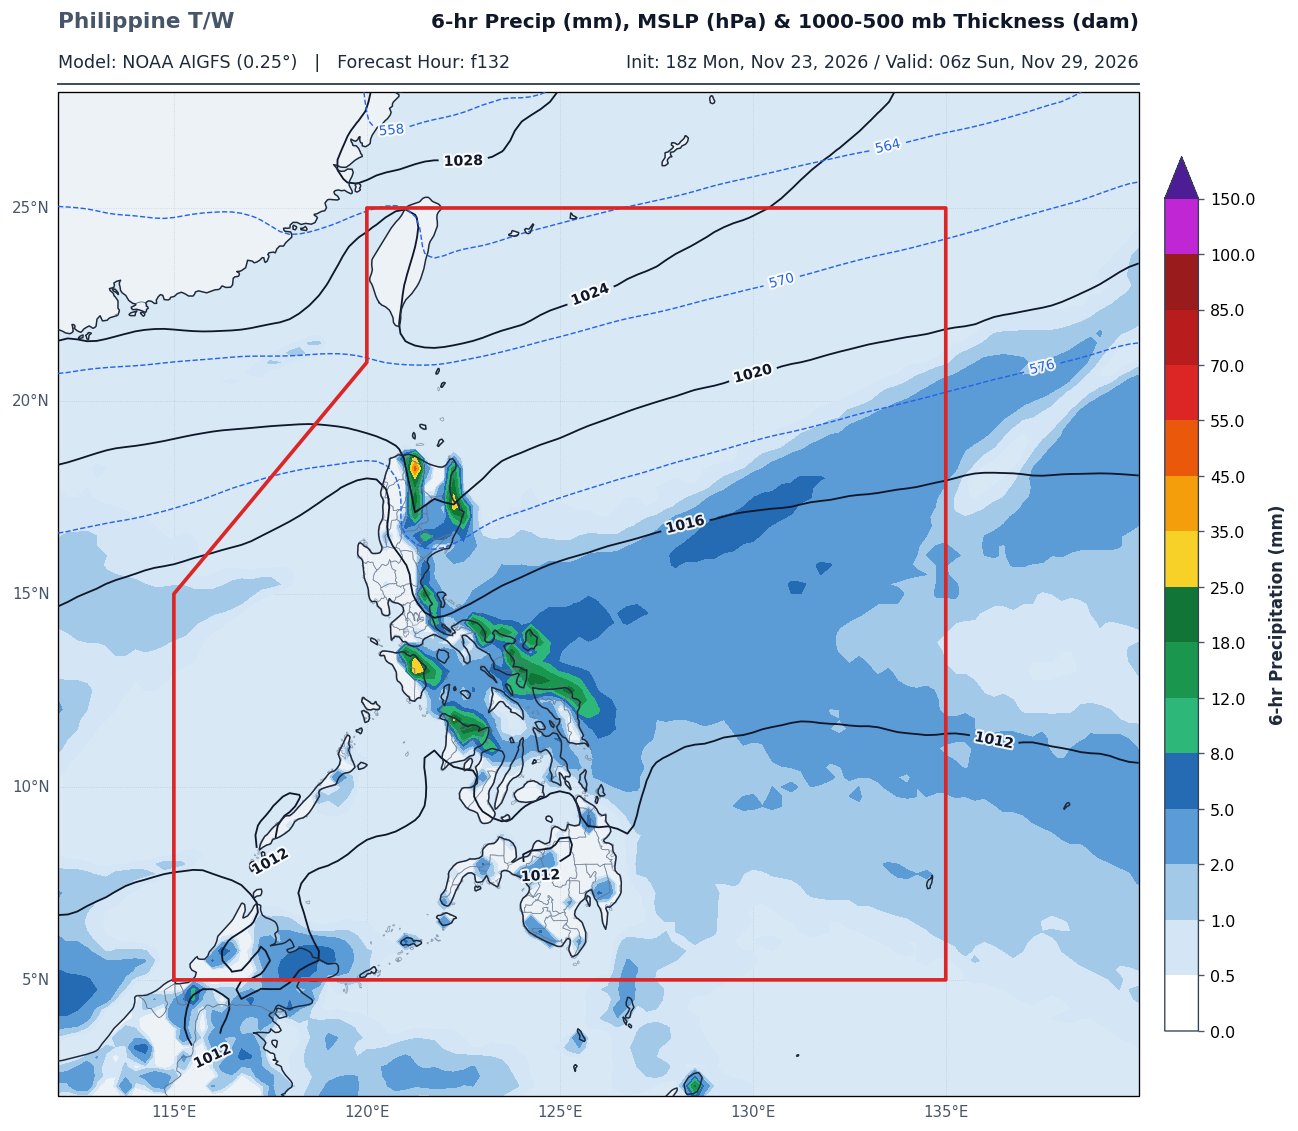 Philippine T/W
6-hr Precip (mm), MSLP (hPa) & 1000-500 mb Thickness (dam)
Model: NOAA AIGFS (0.25°) | Forecast Hour: f132
Init: 18z Mon, Nov 23, 2026 / Valid: 06z Sun, Nov 29, 2026
558
564
1028
25°N
570
1024
1020
576
20°N
1016
15°N
1012
10°N
1012
1012
5°N
1012
115°E
120°E
125°E
130°E
135°E
150.0
100.0
85.0
70.0
55.0
45.0
35.0
25.0
18.0
12.0
8.0
5.0
2.0
1.0
0.5
0.0
6-hr Precipitation (mm)